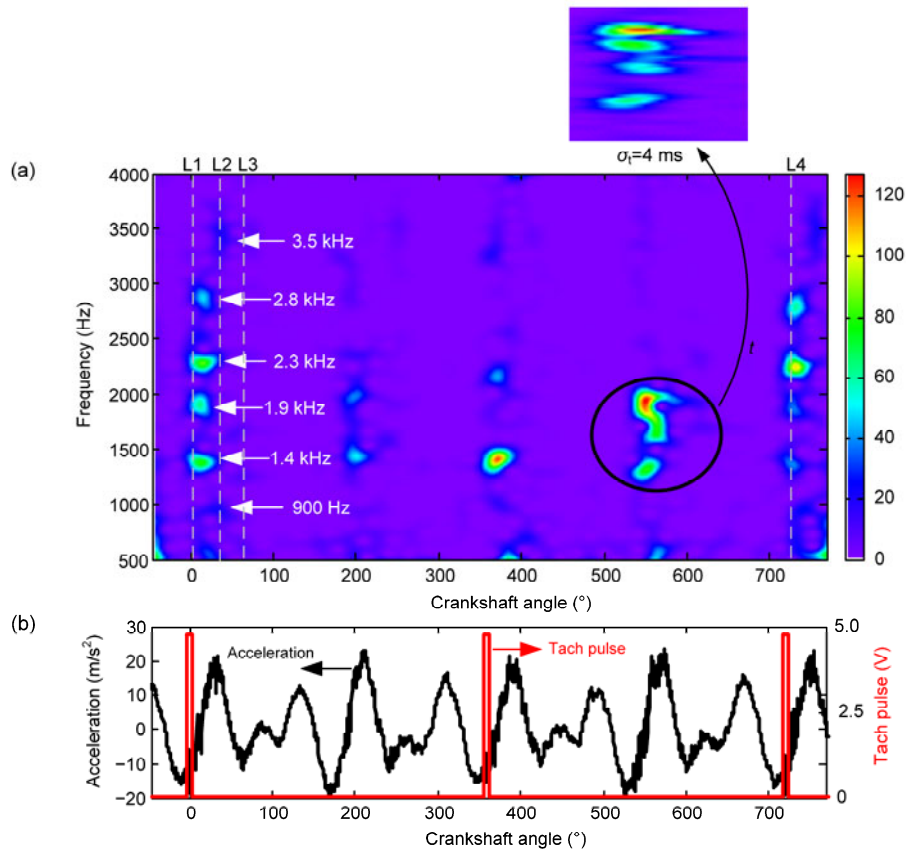 σt=4 ms
(a)
L1 L2 L3 L4
4000
3500
3000
2500
2000
1500
1000
500
Frequency (Hz)
3.5 kHz
2.8 kHz
2.3 kHz
1.9 kHz
1.4 kHz
900 Hz
t
120
100
80
60
40
20
0
0 100 200 300 400 500 600 700
Crankshaft angle (°)
(b)
30
20
10
0
−10
−20
Acceleration (m/s²)
Acceleration
Tach pulse
5.0
2.5
0
Tach pulse (V)
0 100 200 300 400 500 600 700
Crankshaft angle (°)